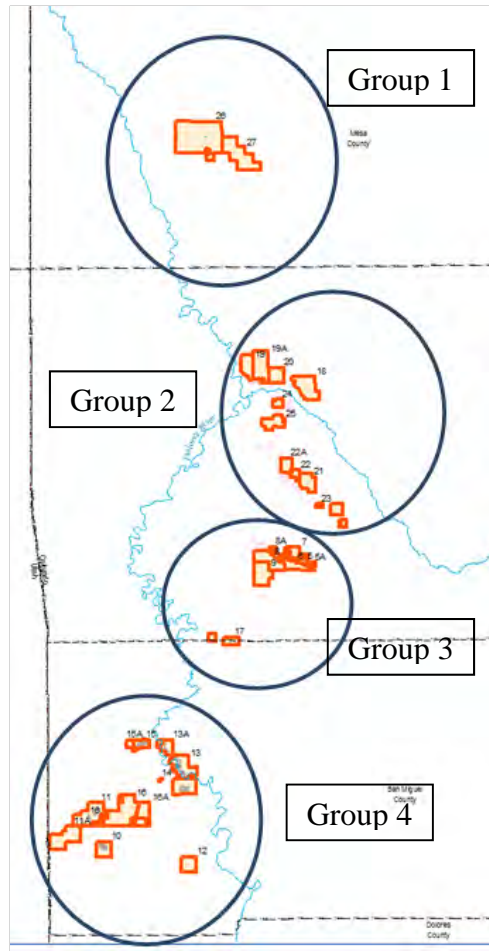 Group 1
26
27
Mesa
County
19A
19
20
18
24
Group 2
25
22A
22
21
23
8A
7
9
5A
17
Group 3
15A
15
13A
13
14
16
16A
11
11A
10
12
San Miguel
County
Group 4
Dolores
County